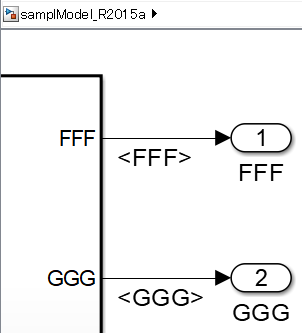 samplModel_R2015a
FFF
<FFF>
1
FFF
GGG
<GGG>
2
GGG